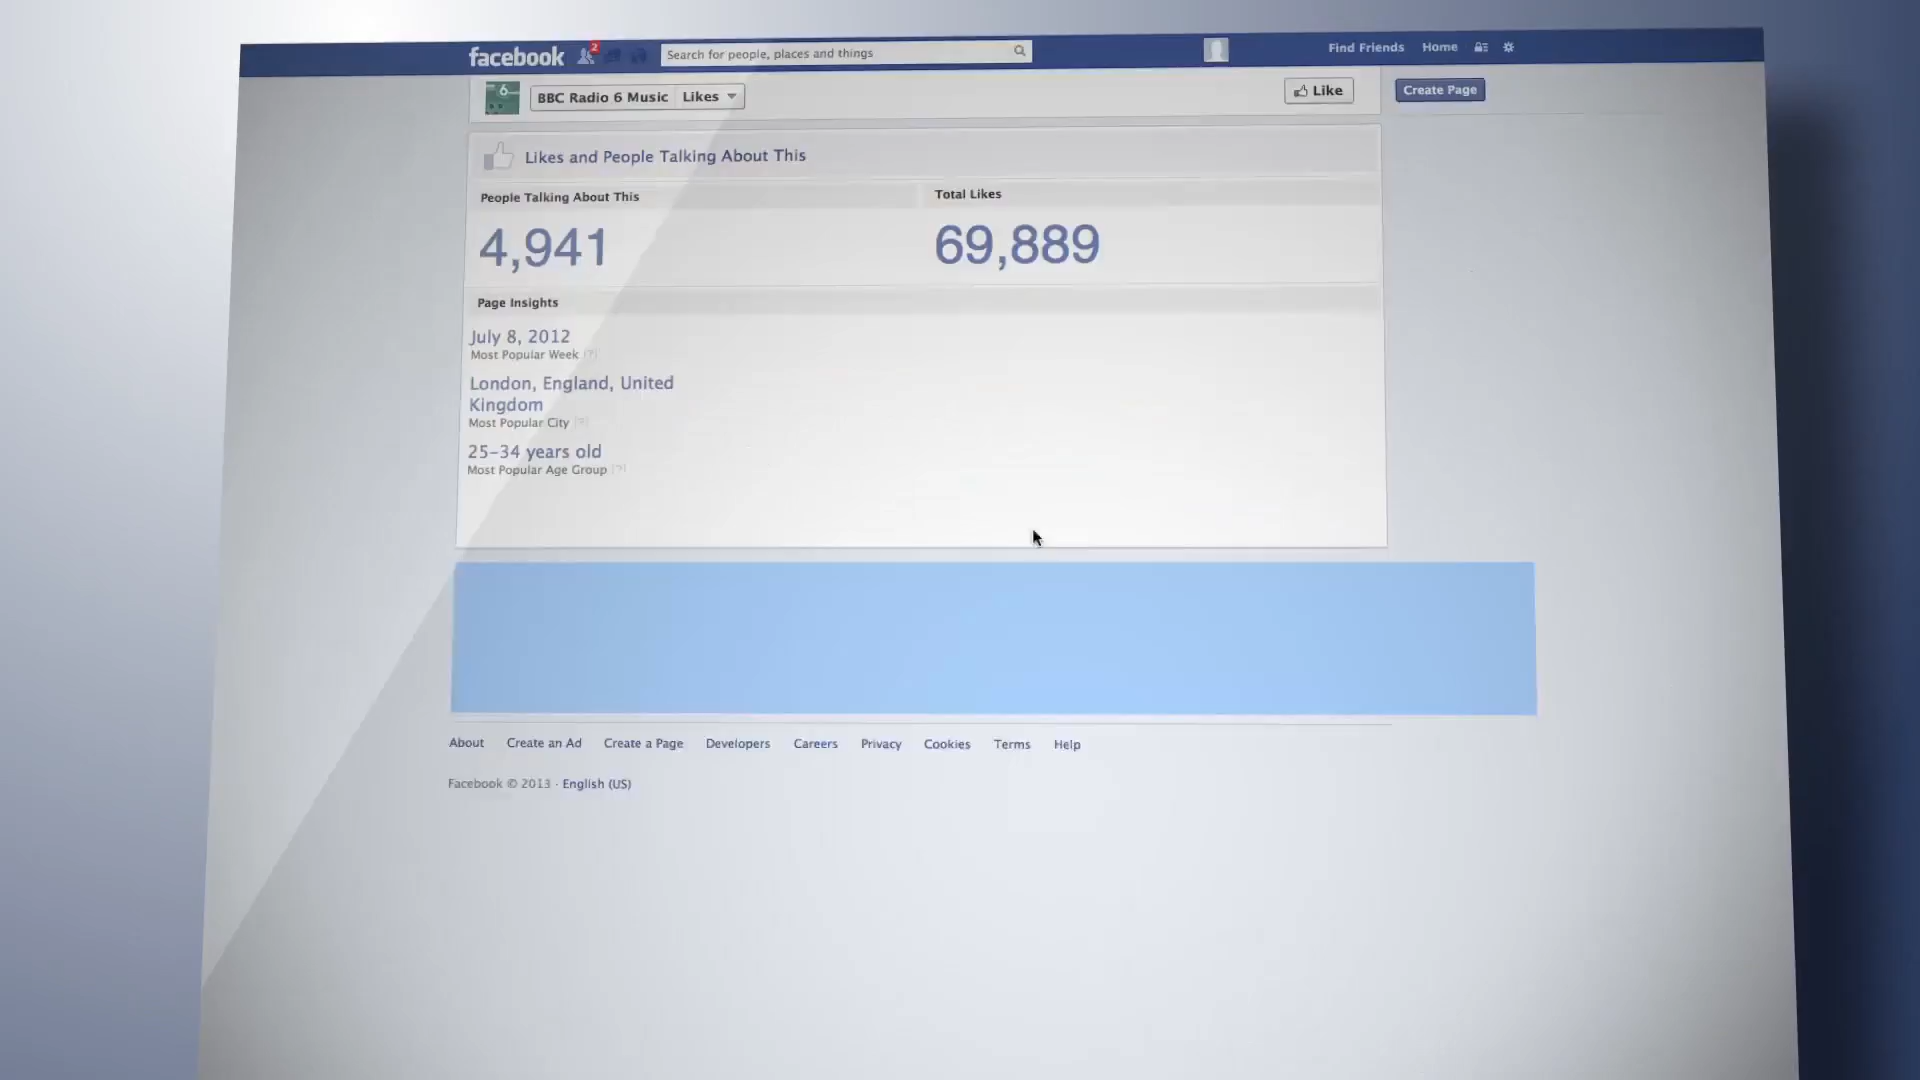 facebook 2 Search for people, places and things Find Friends Home
6 BBC Radio 6 Music Likes Like Create Page
Likes and People Talking About This
People Talking About This Total Likes
4,941 69,889
Page Insights
July 8, 2012
Most Popular Week [?]
London, England, United
Kingdom
Most Popular City [?]
25-34 years old
Most Popular Age Group [?]
About Create an Ad Create a Page Developers Careers Privacy Cookies Terms Help
Facebook © 2013 · English (US)